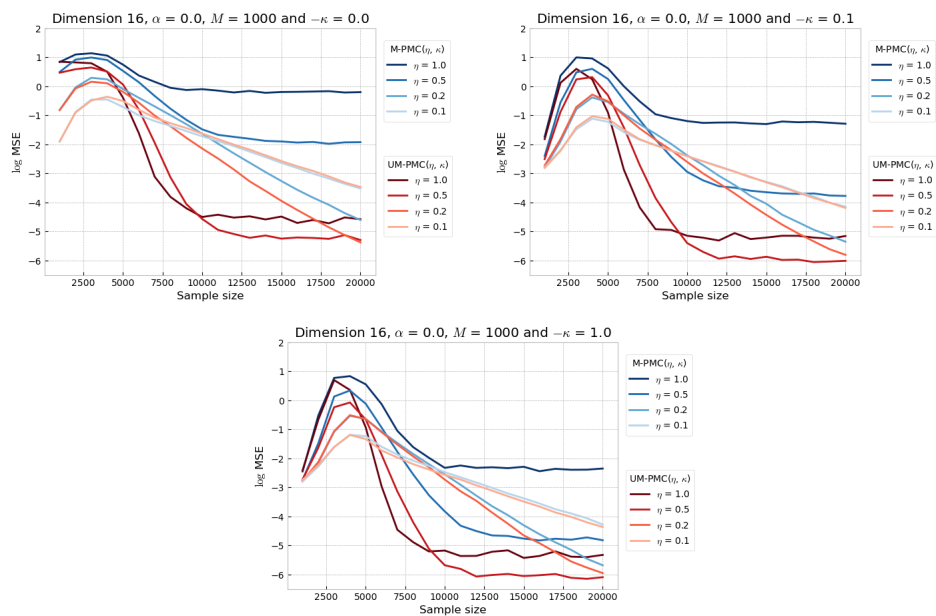 Dimension 16, α = 0.0, M = 1000 and −κ = 0.0
log MSE
2
1
0
−1
−2
−3
−4
−5
−6
2500 5000 7500 10000 12500 15000 17500 20000
Sample size
M-PMC(η, κ)
η = 1.0
η = 0.5
η = 0.2
η = 0.1
UM-PMC(η, κ)
η = 1.0
η = 0.5
η = 0.2
η = 0.1
Dimension 16, α = 0.0, M = 1000 and −κ = 0.1
log MSE
2
1
0
−1
−2
−3
−4
−5
−6
2500 5000 7500 10000 12500 15000 17500 20000
Sample size
M-PMC(η, κ)
η = 1.0
η = 0.5
η = 0.2
η = 0.1
UM-PMC(η, κ)
η = 1.0
η = 0.5
η = 0.2
η = 0.1
Dimension 16, α = 0.0, M = 1000 and −κ = 1.0
log MSE
2
1
0
−1
−2
−3
−4
−5
−6
2500 5000 7500 10000 12500 15000 17500 20000
Sample size
M-PMC(η, κ)
η = 1.0
η = 0.5
η = 0.2
η = 0.1
UM-PMC(η, κ)
η = 1.0
η = 0.5
η = 0.2
η = 0.1